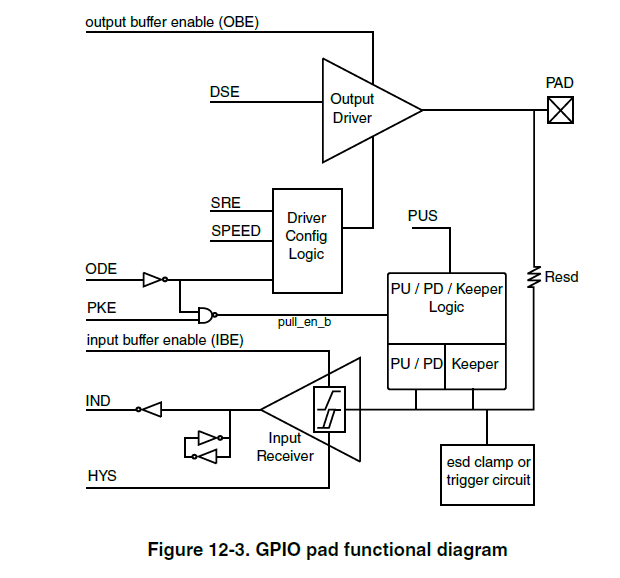 output buffer enable (OBE)
PAD
DSE
Output
Driver
SRE
SPEED
Driver
Config
Logic
PUS
ODE
PKE
pull_en_b
PU / PD / Keeper
Logic
Resd
input buffer enable (IBE)
PU / PD
Keeper
IND
Input
Receiver
HYS
esd clamp or
trigger circuit
Figure 12-3. GPIO pad functional diagram